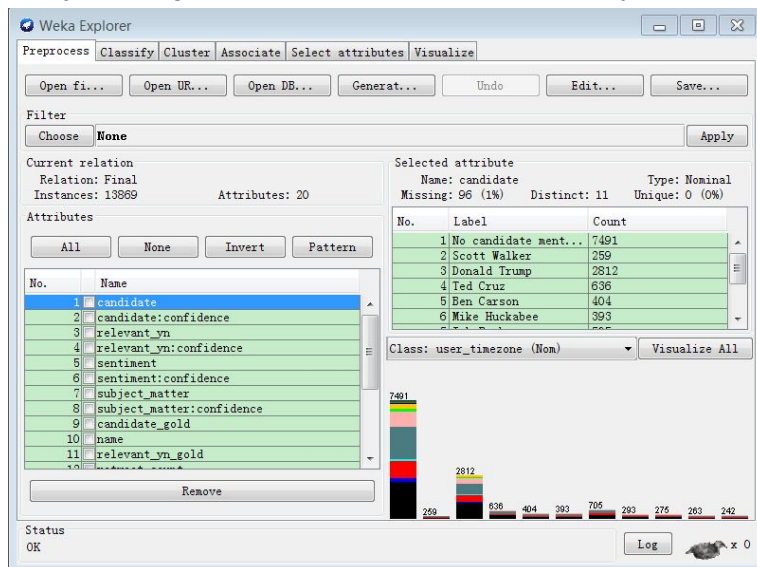 Weka Explorer
Preprocess Classify Cluster Associate Select attributes Visualize
Open fi... Open UR... Open DB... Generat... Undo Edit... Save...
Filter
Choose None Apply
Current relation
Relation: Final
Instances: 13869 Attributes: 20
Attributes
All None Invert Pattern
No. Name
1 candidate
2 candidate:confidence
3 relevant_yn
4 relevant_yn:confidence
5 sentiment
6 sentiment:confidence
7 subject_matter
8 subject_matter:confidence
9 candidate_gold
10 name
11 relevant_yn_gold
Remove
Selected attribute
Name: candidate Type: Nominal
Missing: 96 (1%) Distinct: 11 Unique: 0 (0%)
No. Label Count
1 No candidate ment... 7491
2 Scott Walker 259
3 Donald Trump 2812
4 Ted Cruz 636
5 Ben Carson 404
6 Mike Huckabee 393
Class: user_timezone (Nom) Visualize All
7491
2812
259 636 404 393 705 293 275 263 242
Status
OK
Log x 0